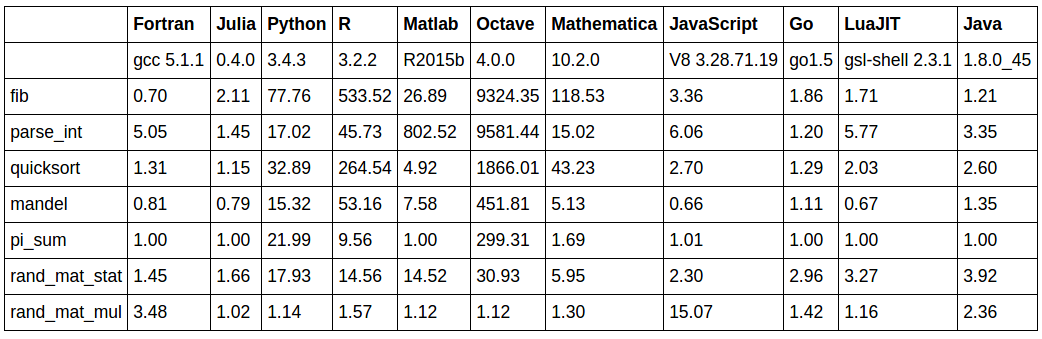 Fortran Julia Python R Matlab Octave Mathematica JavaScript Go LuaJIT Java
gcc 5.1.1 0.4.0 3.4.3 3.2.2 R2015b 4.0.0 10.2.0 V8 3.28.71.19 go1.5 gsl-shell 2.3.1 1.8.0_45
fib 0.70 2.11 77.76 533.52 26.89 9324.35 118.53 3.36 1.86 1.71 1.21
parse_int 5.05 1.45 17.02 45.73 802.52 9581.44 15.02 6.06 1.20 5.77 3.35
quicksort 1.31 1.15 32.89 264.54 4.92 1866.01 43.23 2.70 1.29 2.03 2.60
mandel 0.81 0.79 15.32 53.16 7.58 451.81 5.13 0.66 1.11 0.67 1.35
pi_sum 1.00 1.00 21.99 9.56 1.00 299.31 1.69 1.01 1.00 1.00 1.00
rand_mat_stat 1.45 1.66 17.93 14.56 14.52 30.93 5.95 2.30 2.96 3.27 3.92
rand_mat_mul 3.48 1.02 1.14 1.57 1.12 1.12 1.30 15.07 1.42 1.16 2.36